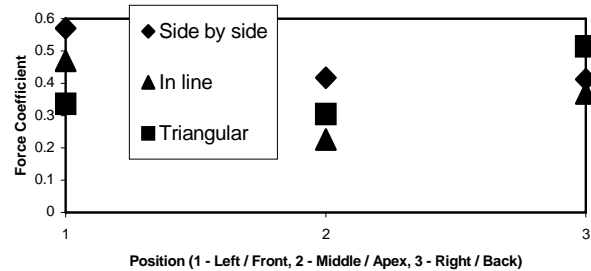 0.6
0.5
0.4
0.3
0.2
0.1
0
Force Coefficient
Side by side
In line
Triangular
1
2
3
Position (1 - Left / Front, 2 - Middle / Apex, 3 - Right / Back)